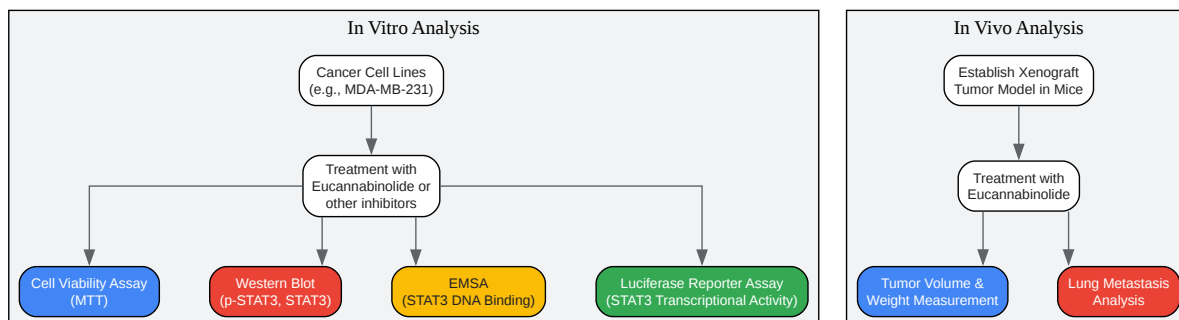 In Vitro Analysis
Cancer Cell Lines
(e.g., MDA-MB-231)
Treatment with
Eucannabinolide or
other inhibitors
Cell Viability Assay
(MTT)
Western Blot
(p-STAT3, STAT3)
EMSA
(STAT3 DNA Binding)
Luciferase Reporter Assay
(STAT3 Transcriptional Activity)
In Vivo Analysis
Establish Xenograft
Tumor Model in Mice
Treatment with
Eucannabinolide
Tumor Volume &
Weight Measurement
Lung Metastasis
Analysis